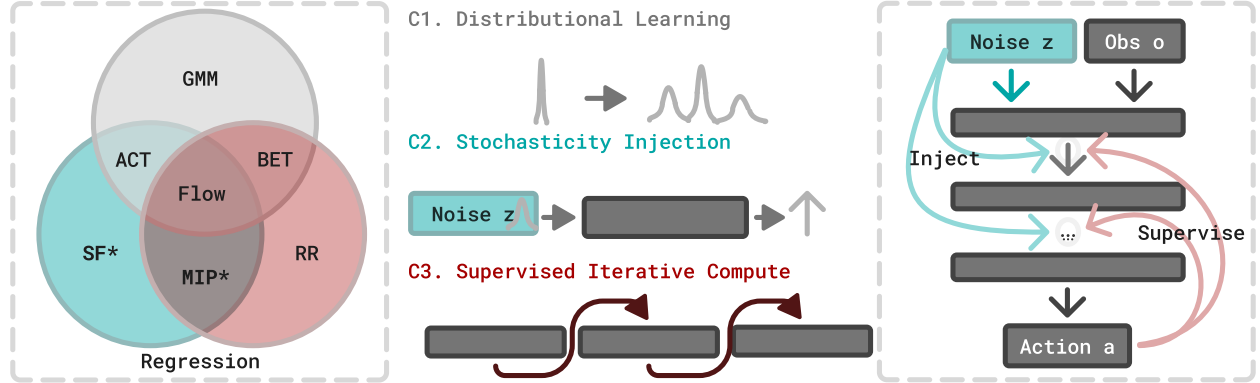 GMM
ACT
BET
Flow
SF*
MIP*
RR
Regression
C1. Distributional Learning
C2. Stochasticity Injection
Noise z
C3. Supervised Iterative Compute
Noise z
Obs o
Inject
...
Supervise
Action a